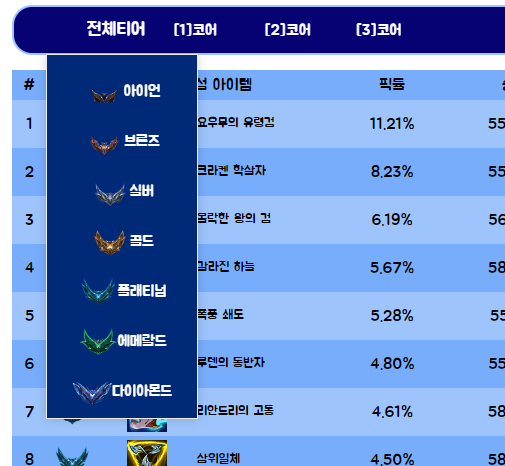 전체티어 [1]코어 [2]코어 [3]코어
# 픽률
아이언
브론즈
실버
골드
플래티넘
에메랄드
다이아몬드
섬 아이템
1 요우무의 유령검 11.21% 55
2 크라켄 학살자 8.23% 55
3 몰락한 왕의 검 6.19% 56
4 갈라진 하늘 5.67% 58
5 폭풍 쇄도 5.28% 55
6 루덴의 동반자 4.80% 55
7 리안드리의 고통 4.61% 58
8 삼위일체 4.50% 58